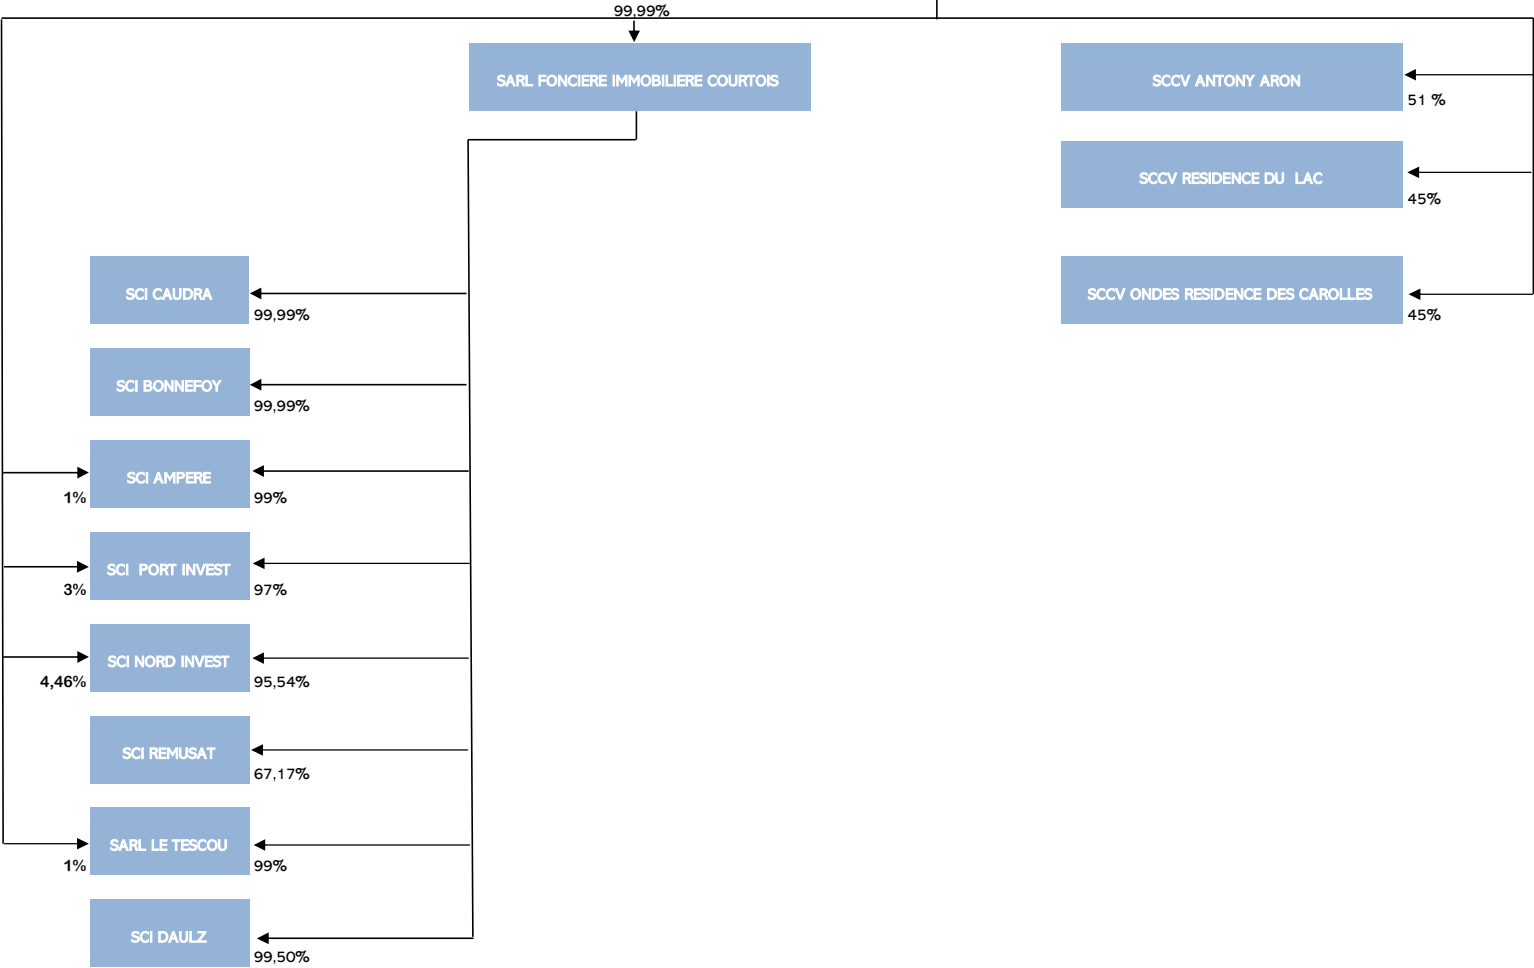 99,99%
SARL FONCIERE IMMOBILIERE COURTOIS
SCCV ANTONY ARON
51 %
SCCV RESIDENCE DU LAC
45%
SCCV ONDES RESIDENCE DES CAROLLES
45%
SCI CAUDRA
99,99%
SCI BONNEFOY
99,99%
SCI AMPERE
1%
99%
SCI PORT INVEST
3%
97%
SCI NORD INVEST
4,46%
95,54%
SCI REMUSAT
67,17%
SARL LE TESCOU
1%
99%
SCI DAULZ
99,50%